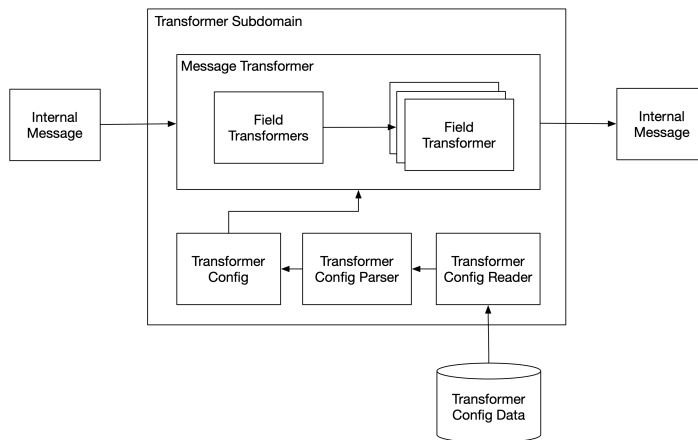 Transformer Subdomain
Message Transformer
Internal
Message
Field
Transformers
Field
Transformer
Internal
Message
Transformer
Config
Transformer
Config Parser
Transformer
Config Reader
Transformer
Config Data